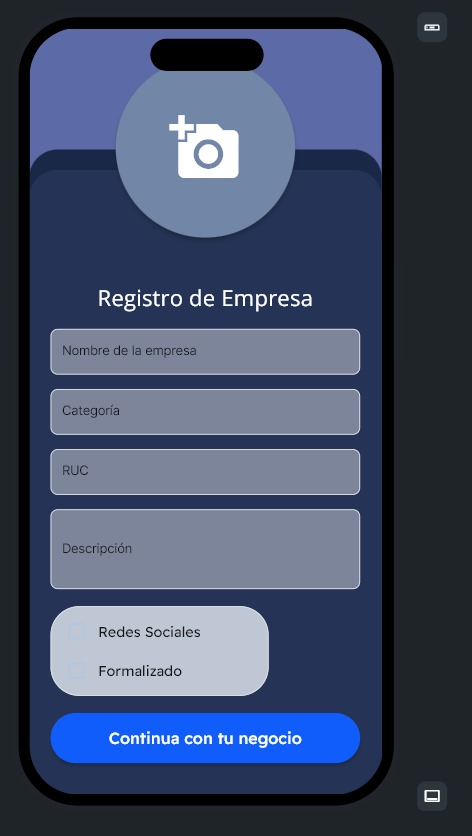 Registro de Empresa
Nombre de la empresa
Categoría
RUC
Descripción
Redes Sociales
Formalizado
Continua con tu negocio